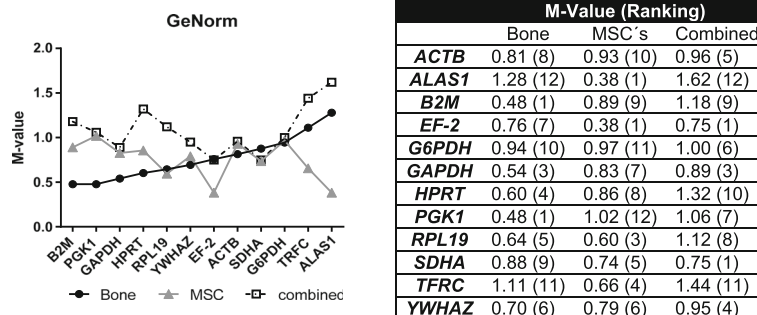 GeNorm
M-value
2.0
1.5
1.0
0.5
0.0
B2M
PGK1
GAPDH
HPRT
RPL19
YWHAZ
EF-2
ACTB
SDHA
G6PDH
TRFC
ALAS1
Bone MSC combined
M-Value (Ranking)
Bone MSC´s Combined
ACTB 0.81 (8) 0.93 (10) 0.96 (5)
ALAS1 1.28 (12) 0.38 (1) 1.62 (12)
B2M 0.48 (1) 0.89 (9) 1.18 (9)
EF-2 0.76 (7) 0.38 (1) 0.75 (1)
G6PDH 0.94 (10) 0.97 (11) 1.00 (6)
GAPDH 0.54 (3) 0.83 (7) 0.89 (3)
HPRT 0.60 (4) 0.86 (8) 1.32 (10)
PGK1 0.48 (1) 1.02 (12) 1.06 (7)
RPL19 0.64 (5) 0.60 (3) 1.12 (8)
SDHA 0.88 (9) 0.74 (5) 0.75 (1)
TFRC 1.11 (11) 0.66 (4) 1.44 (11)
YWHAZ 0.70 (6) 0.79 (6) 0.95 (4)